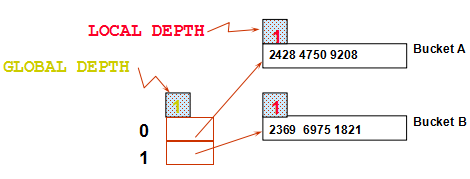 LOCAL DEPTH
1
2428 4750 9208
Bucket A
GLOBAL DEPTH
1
0
1
1
2369 6975 1821
Bucket B